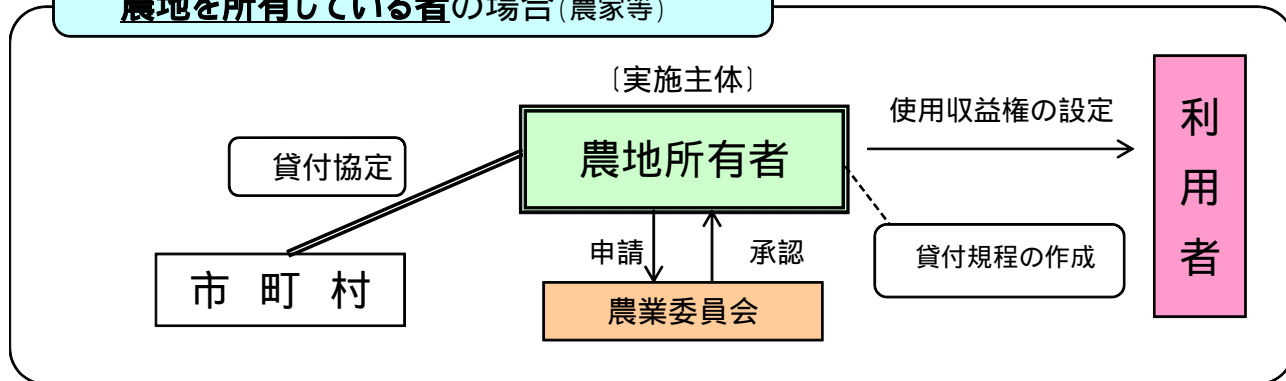 農地を所有している者の場合(農家等)
〔実施主体〕
農地所有者
使用収益権の設定
利用者
貸付協定
市町村
申請
承認
貸付規程の作成
農業委員会